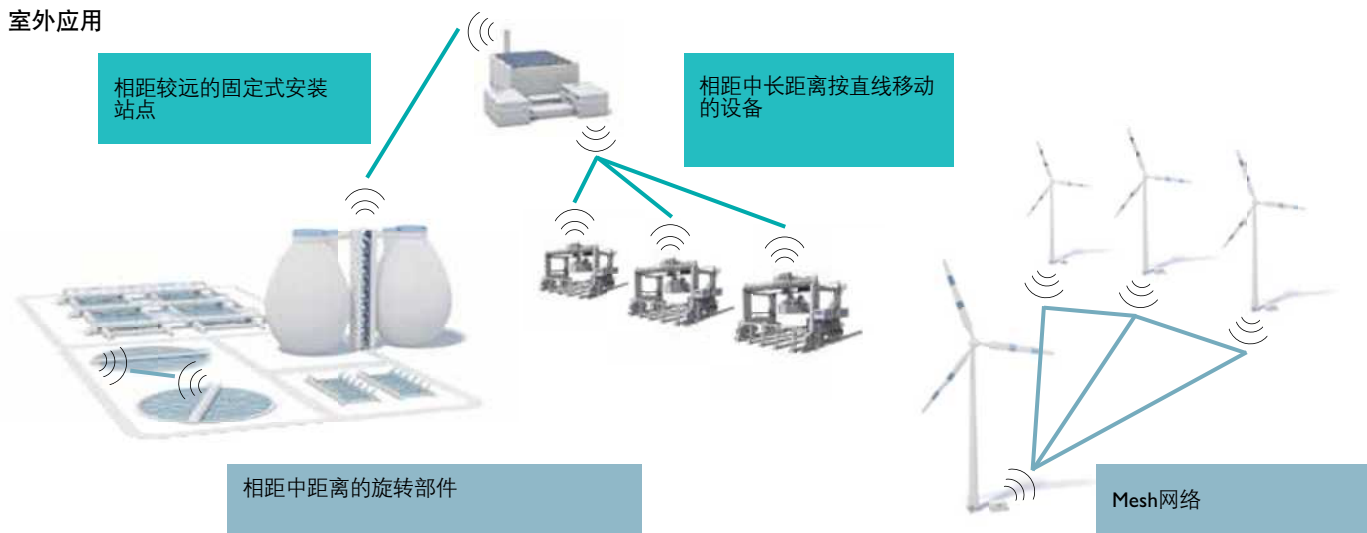 室外应用
相距较远的固定式安装
站点
相距中长距离按直线移动
的设备
相距中距离的旋转部件
Mesh网络